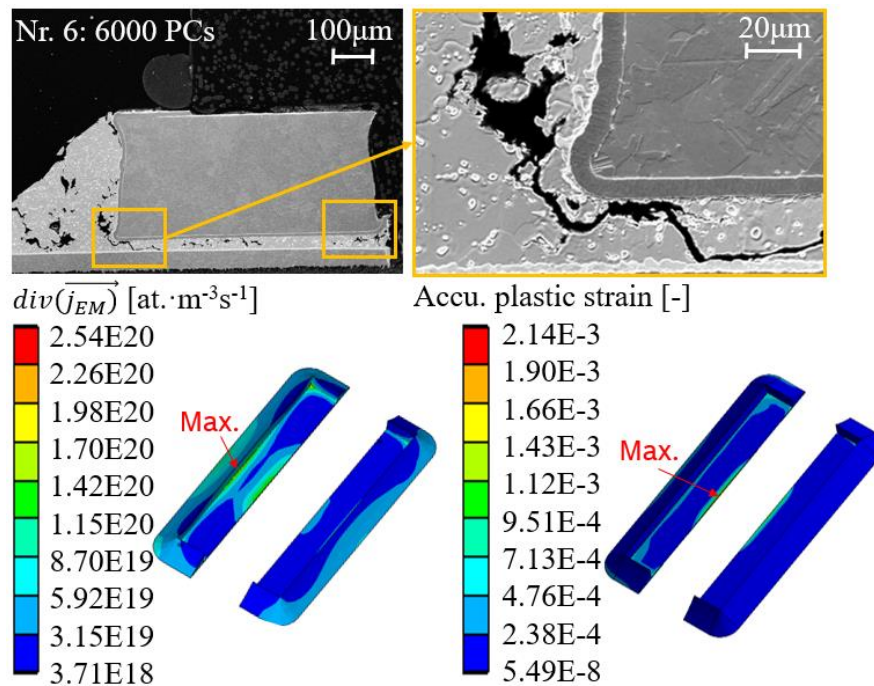 Nr. 6: 6000 PCs
100μm
20μm
div(j_EM) [at.·m⁻³s⁻¹]
2.54E20
2.26E20
1.98E20
1.70E20
1.42E20
1.15E20
8.70E19
5.92E19
3.15E19
3.71E18
Max.
Accu. plastic strain [-]
2.14E-3
1.90E-3
1.66E-3
1.43E-3
1.12E-3
9.51E-4
7.13E-4
4.76E-4
2.38E-4
5.49E-8
Max.